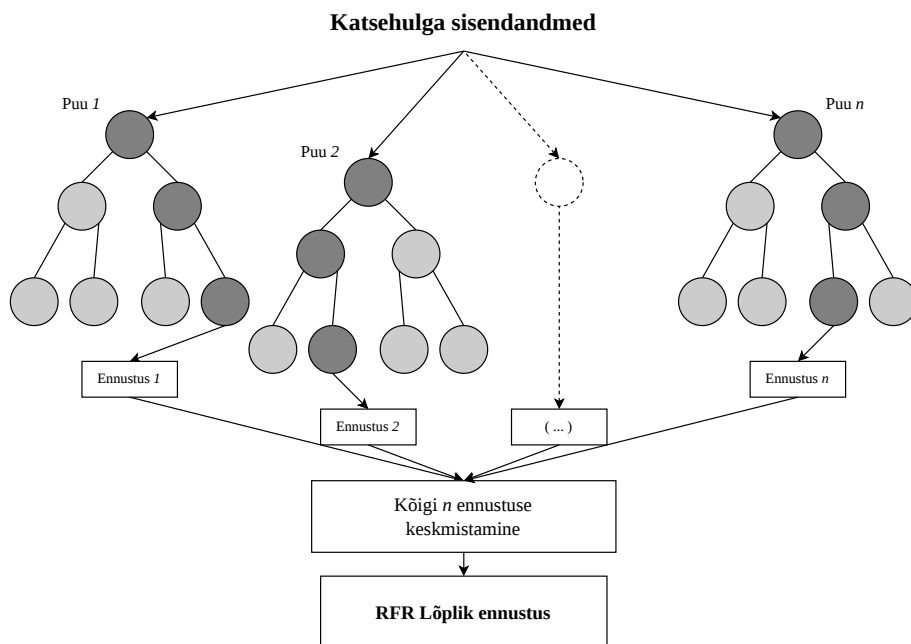 Katsehulga sisendandmed
Puu 1
Puu 2
Puu n
Ennustus 1
Ennustus 2
( ... )
Ennustus n
Kõigi n ennustuse
keskmistamine
RFR Lõplik ennustus